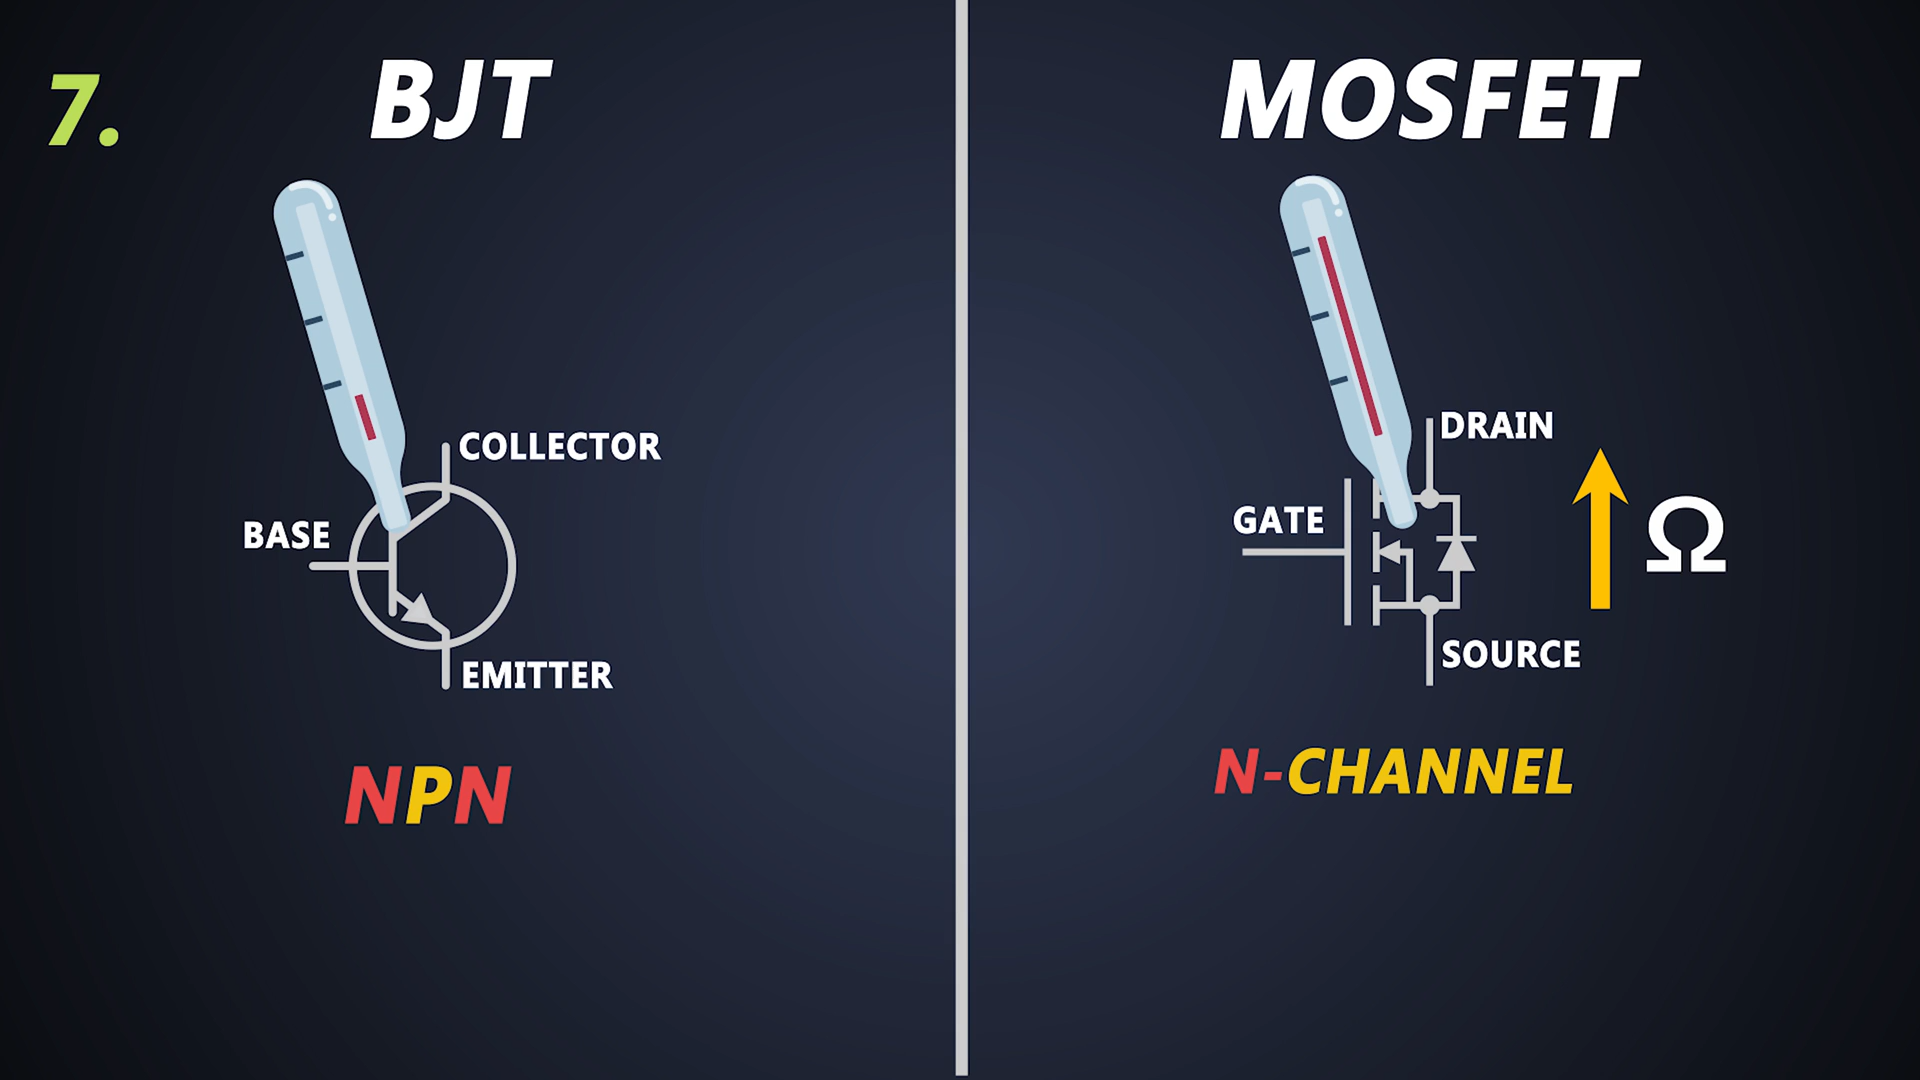 7.
BJT
COLLECTOR
BASE
EMITTER
NPN
MOSFET
DRAIN
GATE
Ω
SOURCE
N-CHANNEL